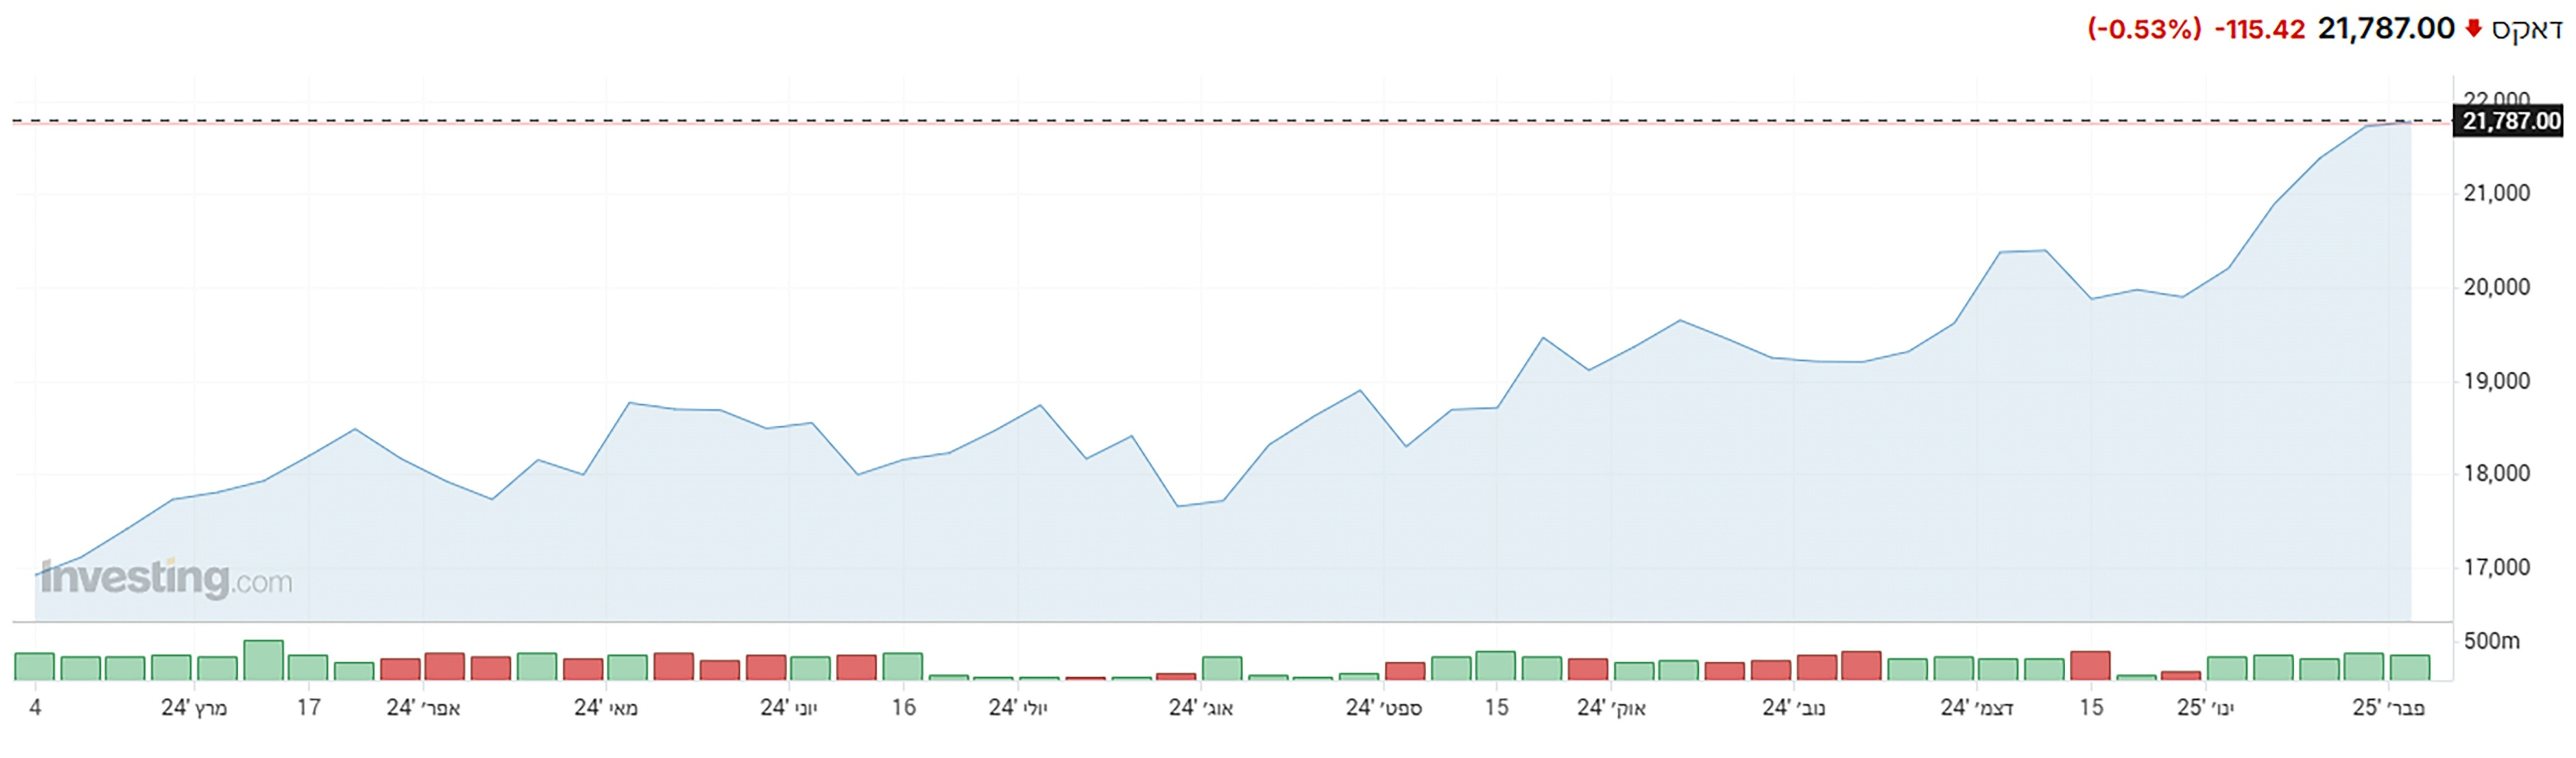 דאקס 21,787.00 -115.42 (-0.53%)
22,000
21,787.00
21,000
20,000
19,000
18,000
17,000
Investing.com
500m
4 מרץ '24 17 אפר' '24 מאי '24 יוני '24 16 יולי '24 אוג' '24 ספט' '24 15 אוק' '24 נוב' '24 דצמ' '24 15 ינו' '25 פבר' '25